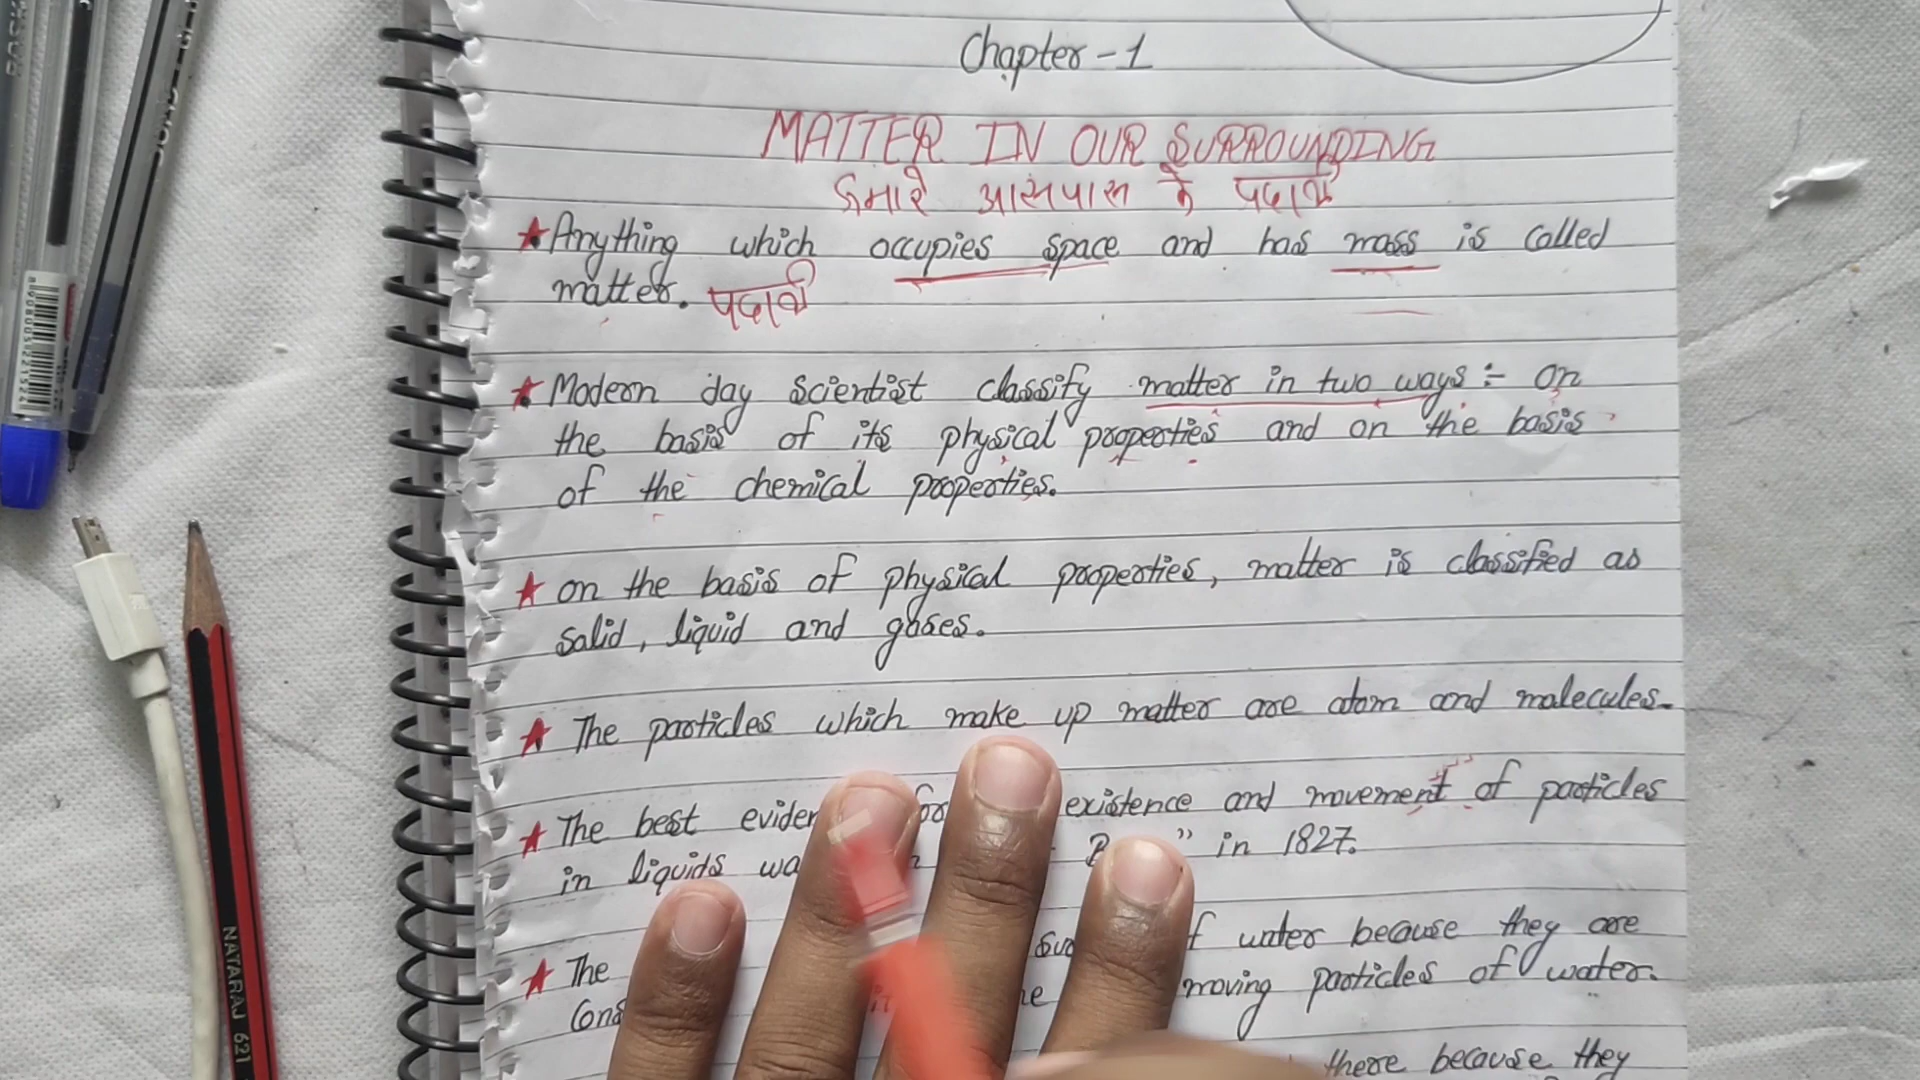 Chapter - 1
MATTER IN OUR SURROUNDING
हमारे आसपास के पदार्थ
★ Anything which occupies space and has mass is called
matter. पदार्थ
★ Modern day scientist classify matter in two ways :- On
the basis of its physical properties and on the basis
of the chemical properties.
★ on the basis of physical properties, matter is classified as
solid, liquid and gases.
★ The particles which make up matter are atom and molecules.
★ The best existence and movement of particles
in liquids in 1827.
★ The water because they are
moving particles of water.
there because they
NATARAJ 621